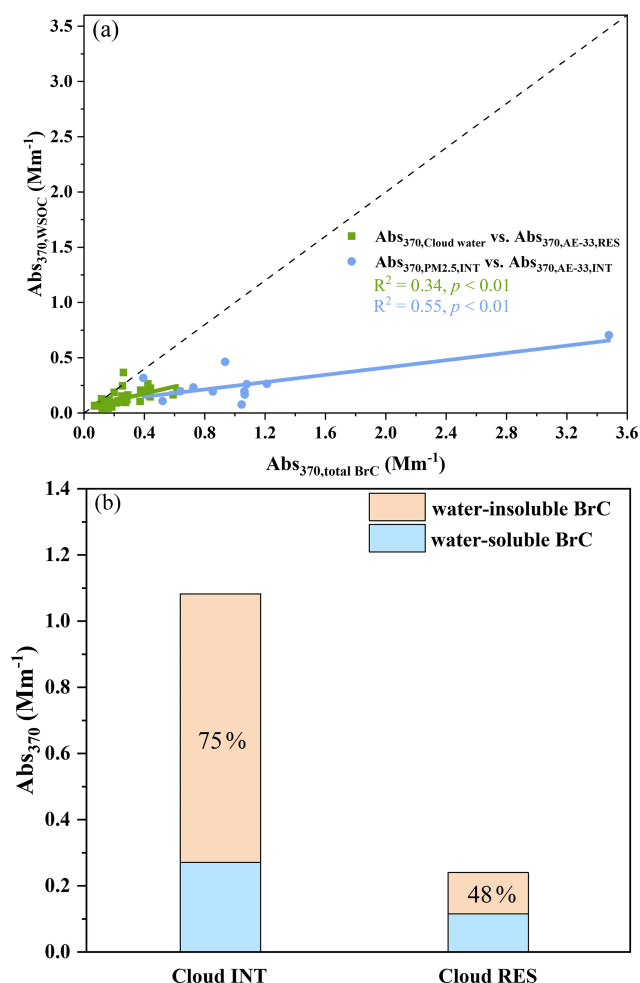 (a)
3.5
3.0
2.5
2.0
1.5
1.0
0.5
0.0
Abs370,WSOC (Mm-1)
Abs370,Cloud water vs. Abs370,AE-33,RES
Abs370,PM2.5,INT vs. Abs370,AE-33,INT
R2 = 0.34, p < 0.01
R2 = 0.55, p < 0.01
0.0 0.4 0.8 1.2 1.6 2.0 2.4 2.8 3.2 3.6
Abs370,total BrC (Mm-1)
(b)
1.4
1.2
1.0
0.8
0.6
0.4
0.2
0.0
Abs370 (Mm-1)
water-insoluble BrC
water-soluble BrC
75%
48%
Cloud INT Cloud RES